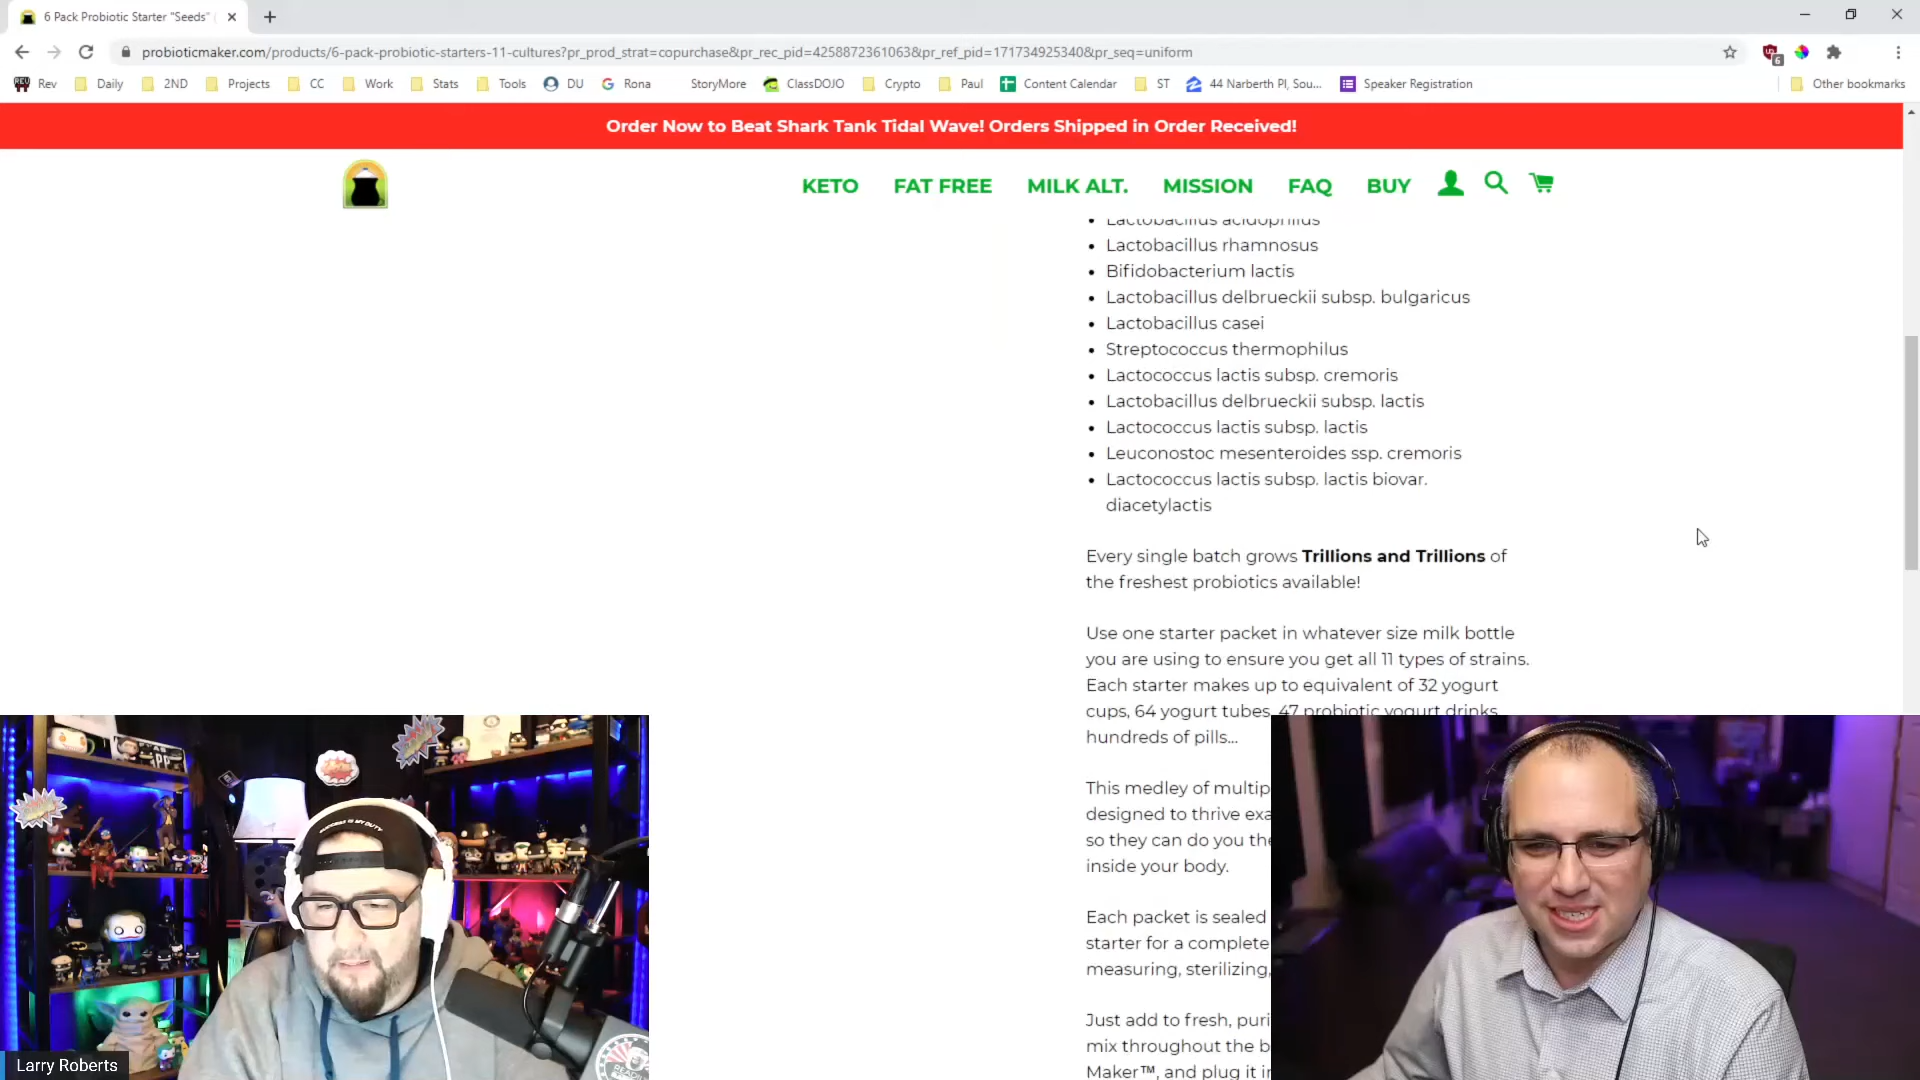 6 Pack Probiotic Starter "Seeds" (
probioticmaker.com/products/6-pack-probiotic-starters-11-cultures?pr_prod_strat=copurchase&pr_rec_pid=4258872361063&pr_ref_pid=171734925340&pr_seq=uniform
6
Rev Daily 2ND Projects CC Work Stats Tools DU Rona StoryMore ClassDOJO Crypto Paul Content Calendar ST 44 Narberth Pl, Sou... Speaker Registration Other bookmarks
Order Now to Beat Shark Tank Tidal Wave! Orders Shipped in Order Received!
KETO FAT FREE MILK ALT. MISSION FAQ BUY
• Lactobacillus acidophilus
• Lactobacillus rhamnosus
• Bifidobacterium lactis
• Lactobacillus delbrueckii subsp. bulgaricus
• Lactobacillus casei
• Streptococcus thermophilus
• Lactococcus lactis subsp. cremoris
• Lactobacillus delbrueckii subsp. lactis
• Lactococcus lactis subsp. lactis
• Leuconostoc mesenteroides ssp. cremoris
• Lactococcus lactis subsp. lactis biovar.
diacetylactis
Every single batch grows Trillions and Trillions of
the freshest probiotics available!
Use one starter packet in whatever size milk bottle
you are using to ensure you get all 11 types of strains.
Each starter makes up to equivalent of 32 yogurt
cups, 64 yogurt tubes, 47 probiotic yogurt drinks,
hundreds of pills...
This medley of multip
designed to thrive exa
so they can do you the
inside your body.
Each packet is sealed
starter for a complete
measuring, sterilizing,
Just add to fresh, puri
mix throughout the b
Maker™, and plug it in
Larry Roberts